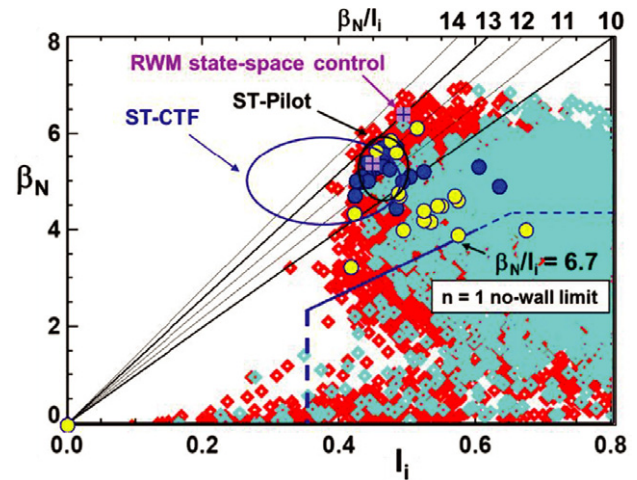 β_N/l_i 14 13 12 11 10
8
RWM state-space control
ST-Pilot
6
ST-CTF
β_N
4
β_N/l_i = 6.7
n = 1 no-wall limit
2
0
0.0 0.2 0.4 0.6 0.8
l_i